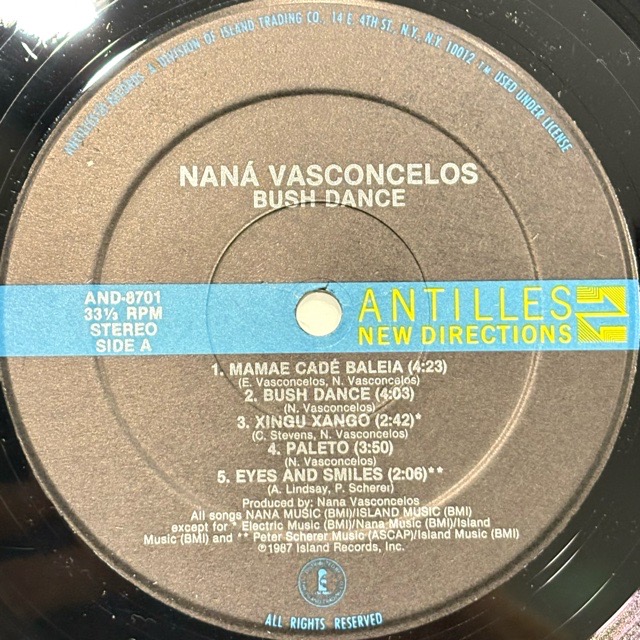 ANTILLES RECORDS A DIVISION OF ISLAND TRADING CO., 14 E. 4TH ST., N.Y., N.Y. 10012 ™ USED UNDER LICENSE
NANÁ VASCONCELOS
BUSH DANCE
AND-8701
33⅓ RPM
STEREO
SIDE A
ANTILLES
NEW DIRECTIONS
1. MAMAE CADÉ BALEIA (4:23)
(E. Vasconcelos, N. Vasconcelos)
2. BUSH DANCE (4:03)
(N. Vasconcelos)
3. XINGU XANGO (2:42)*
(C. Stevens, N. Vasconcelos)
4. PALETO (3:50)
(N. Vasconcelos)
5. EYES AND SMILES (2:06)**
(A. Lindsay, P. Scherer)
Produced by: Nana Vasconcelos
All songs NANA MUSIC (BMI)/ISLAND MUSIC (BMI)
except for * Electric Music (BMI)/Nana Music (BMI)/Island
Music (BMI) and ** Peter Scherer Music (ASCAP)/Island Music (BMI)
℗1987 Island Records, Inc.
ALL RIGHTS RESERVED